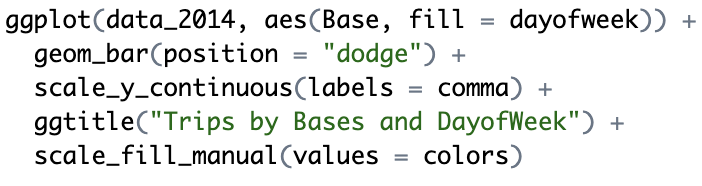 ggplot(data_2014, aes(Base, fill = dayofweek)) +
  geom_bar(position = "dodge") +
  scale_y_continuous(labels = comma) +
  ggtitle("Trips by Bases and DayofWeek") +
  scale_fill_manual(values = colors)